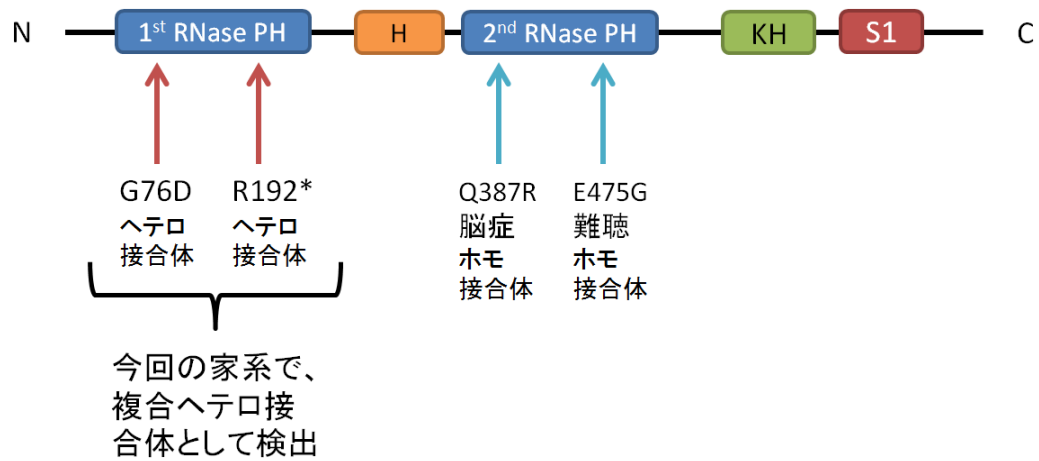 N 1st RNase PH H 2nd RNase PH KH S1 C
G76D
ヘテロ
接合体
R192*
ヘテロ
接合体
Q387R
脳症
ホモ
接合体
E475G
難聴
ホモ
接合体
今回の家系で、
複合ヘテロ接
合体として検出